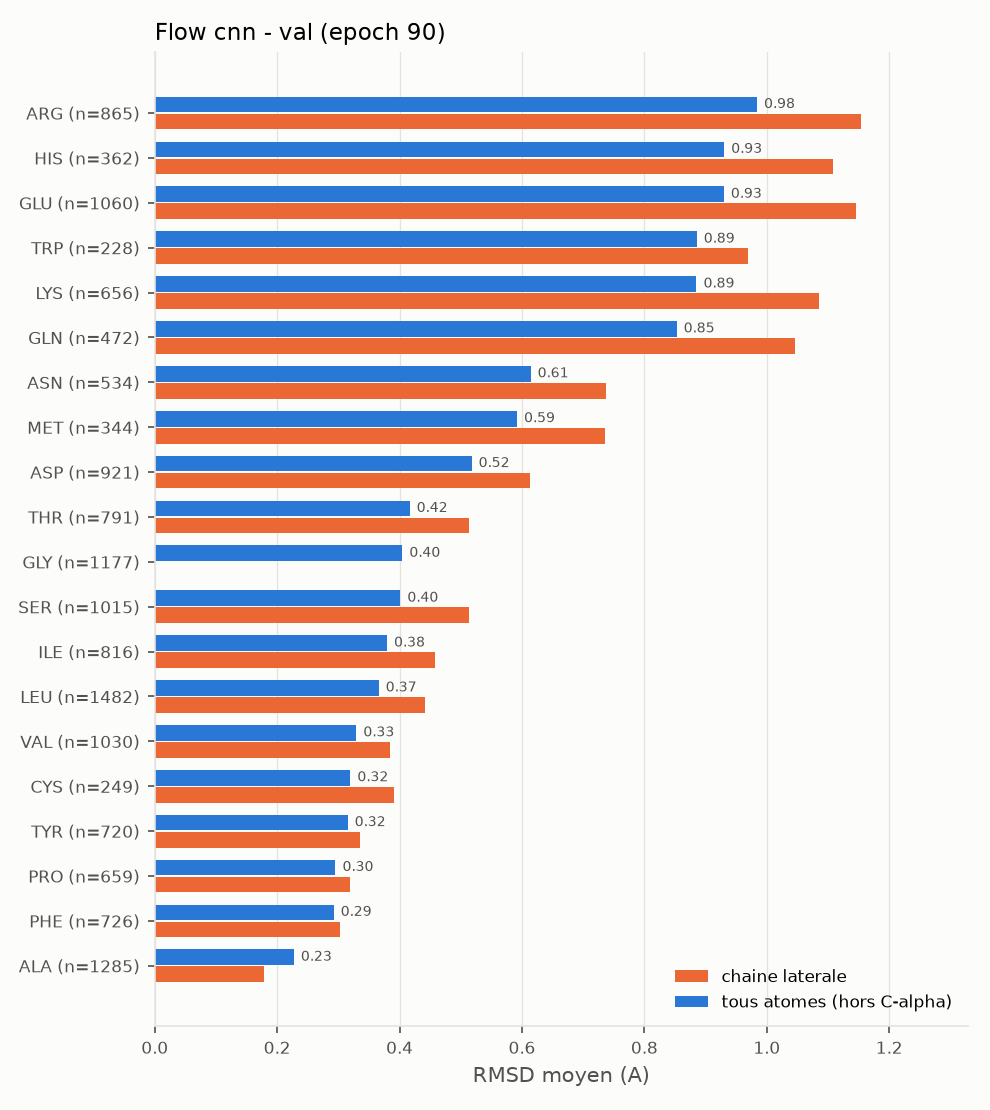 Flow cnn - val (epoch 90)
ARG (n=865)
0.98
HIS (n=362)
0.93
GLU (n=1060)
0.93
TRP (n=228)
0.89
LYS (n=656)
0.89
GLN (n=472)
0.85
ASN (n=534)
0.61
MET (n=344)
0.59
ASP (n=921)
0.52
THR (n=791)
0.42
GLY (n=1177)
0.40
SER (n=1015)
0.40
ILE (n=816)
0.38
LEU (n=1482)
0.37
VAL (n=1030)
0.33
CYS (n=249)
0.32
TYR (n=720)
0.32
PRO (n=659)
0.30
PHE (n=726)
0.29
ALA (n=1285)
0.23
chaine laterale
tous atomes (hors C-alpha)
0.0 0.2 0.4 0.6 0.8 1.0 1.2
RMSD moyen (A)